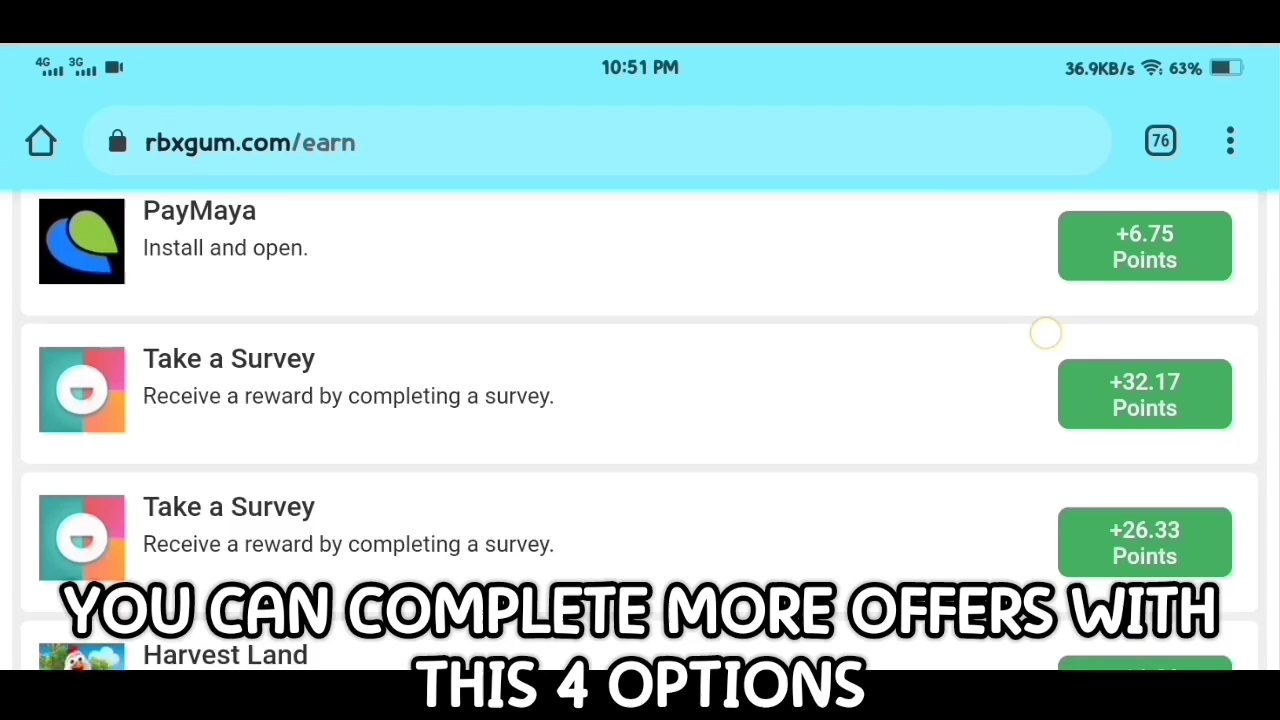 4G 3G 10:51 PM 36.9KB/s 63%
rbxgum.com/earn 76
PayMaya
Install and open.
+6.75
Points
Take a Survey
Receive a reward by completing a survey.
+32.17
Points
Take a Survey
Receive a reward by completing a survey.
+26.33
Points
YOU CAN COMPLETE MORE OFFERS WITH
Harvest Land
THIS 4 OPTIONS